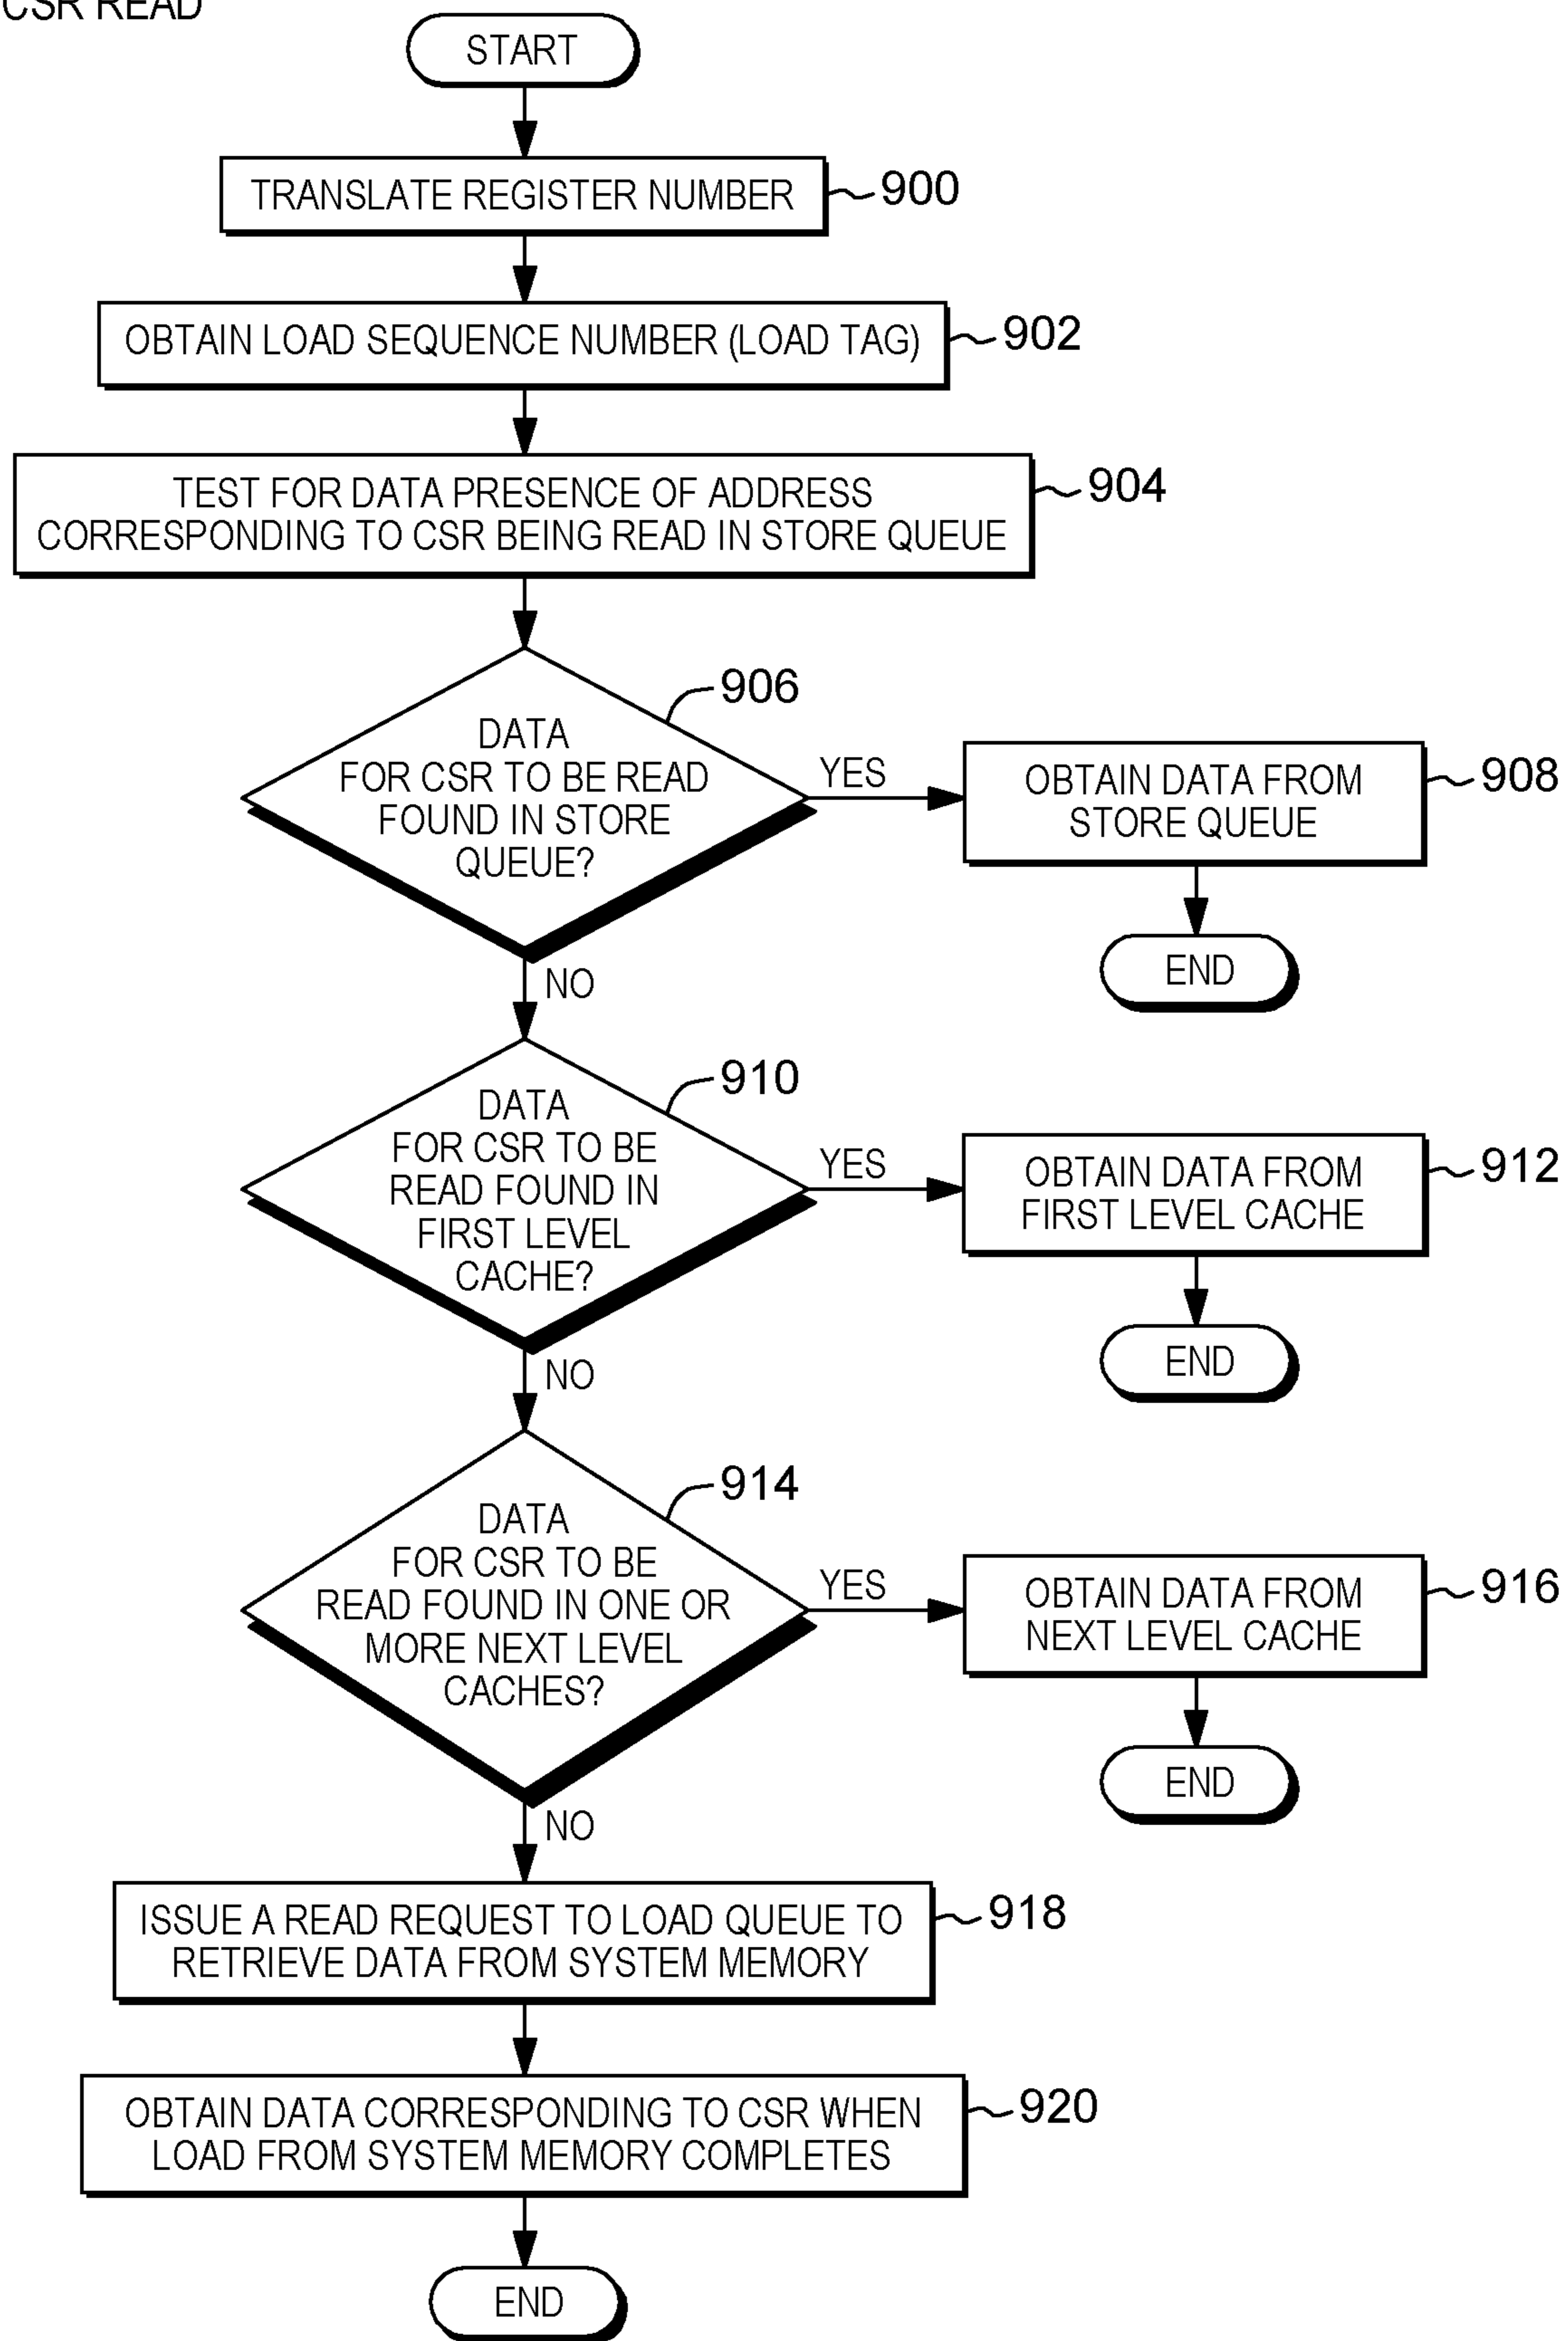 CSR READ
START
TRANSLATE REGISTER NUMBER
900
OBTAIN LOAD SEQUENCE NUMBER (LOAD TAG)
902
TEST FOR DATA PRESENCE OF ADDRESS
CORRESPONDING TO CSR BEING READ IN STORE QUEUE
904
DATA
FOR CSR TO BE READ
FOUND IN STORE
QUEUE?
906
YES
OBTAIN DATA FROM
STORE QUEUE
908
END
NO
DATA
FOR CSR TO BE
READ FOUND IN
FIRST LEVEL
CACHE?
910
YES
OBTAIN DATA FROM
FIRST LEVEL CACHE
912
END
NO
DATA
FOR CSR TO BE
READ FOUND IN ONE OR
MORE NEXT LEVEL
CACHES?
914
YES
OBTAIN DATA FROM
NEXT LEVEL CACHE
916
END
NO
ISSUE A READ REQUEST TO LOAD QUEUE TO
RETRIEVE DATA FROM SYSTEM MEMORY
918
OBTAIN DATA CORRESPONDING TO CSR WHEN
LOAD FROM SYSTEM MEMORY COMPLETES
920
END